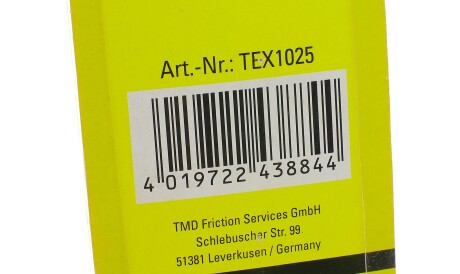 Art.-Nr.: TEX1025
4 019722 438844
TMD Friction Services GmbH
Schlebuscher Str. 99
51381 Leverkusen / Germany